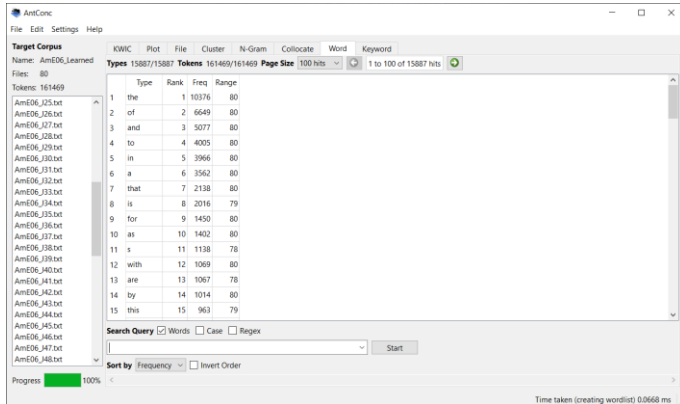 AntConc
File Edit Settings Help
Target Corpus
Name: AmE06_Learned
Files: 80
Tokens: 161469
AmE06_J25.txt
AmE06_J26.txt
AmE06_J27.txt
AmE06_J28.txt
AmE06_J29.txt
AmE06_J30.txt
AmE06_J31.txt
AmE06_J32.txt
AmE06_J33.txt
AmE06_J34.txt
AmE06_J35.txt
AmE06_J36.txt
AmE06_J37.txt
AmE06_J38.txt
AmE06_J39.txt
AmE06_J40.txt
AmE06_J41.txt
AmE06_J42.txt
AmE06_J43.txt
AmE06_J44.txt
AmE06_J45.txt
AmE06_J46.txt
AmE06_J47.txt
AmE06_J48.txt
Progress 100%
KWIC Plot File Cluster N-Gram Collocate Word Keyword
Types 15887/15887 Tokens 161469/161469 Page Size 100 hits 1 to 100 of 15887 hits
Type Rank Freq Range
1 the 1 10376 80
2 of 2 6649 80
3 and 3 5077 80
4 to 4 4005 80
5 in 5 3966 80
6 a 6 3562 80
7 that 7 2138 80
8 is 8 2016 79
9 for 9 1450 80
10 as 10 1402 80
11 s 11 1138 78
12 with 12 1069 80
13 are 13 1067 78
14 by 14 1014 80
15 this 15 963 79
Search Query Words Case Regex
Start
Sort by Frequency Invert Order
Time taken (creating wordlist) 0.0668 ms